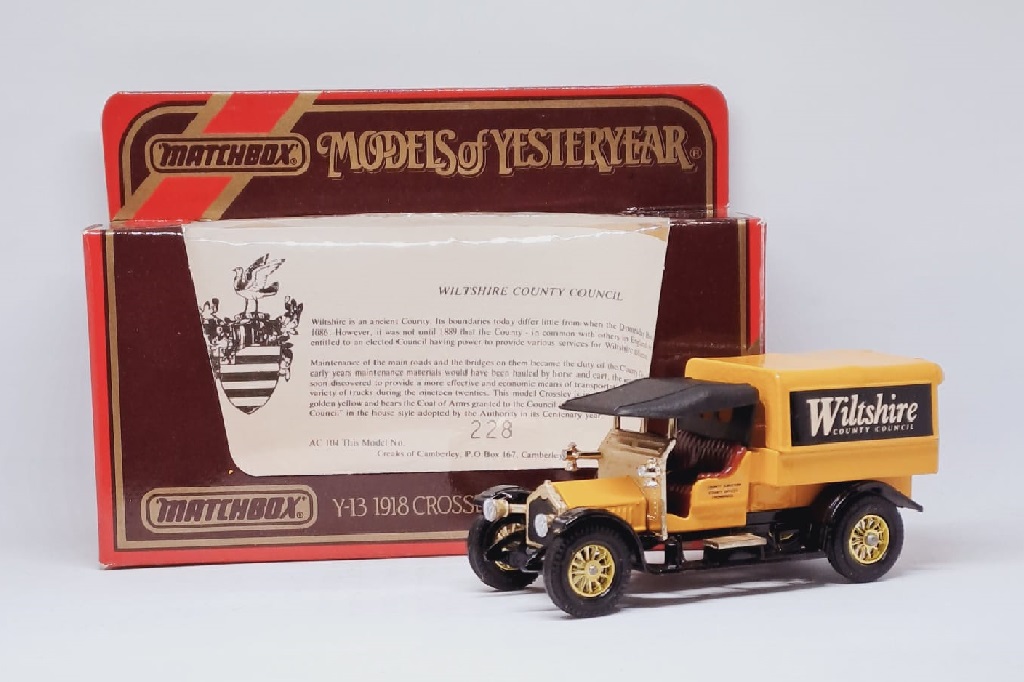 MATCHBOX MODELS of YESTERYEAR ®
WILTSHIRE COUNTY COUNCIL
Wiltshire is an ancient County. Its boundaries today differ little from when the Domesday
1086. However, it was not until 1889 that the County - in common with others in England
entitled to an elected Council having power to provide various services for Wiltshire
Maintenance of the main roads and the bridges on them became the duty of the County
early years maintenance materials would have been hauled by horse and cart, the
soon discovered to provide a more effective and economic means of transport
variety of trucks during the nineteen twenties. This model Crossley is
golden yellow and bears the Coat of Arms granted to the Council
Council" in the house style adopted by the Authority in its Centenary year
228
AC 104 This Model No.
Creaks of Camberley, P.O Box 167, Camberle
MATCHBOX Y-13 1918 CROSS
Wiltshire
COUNTY COUNCIL